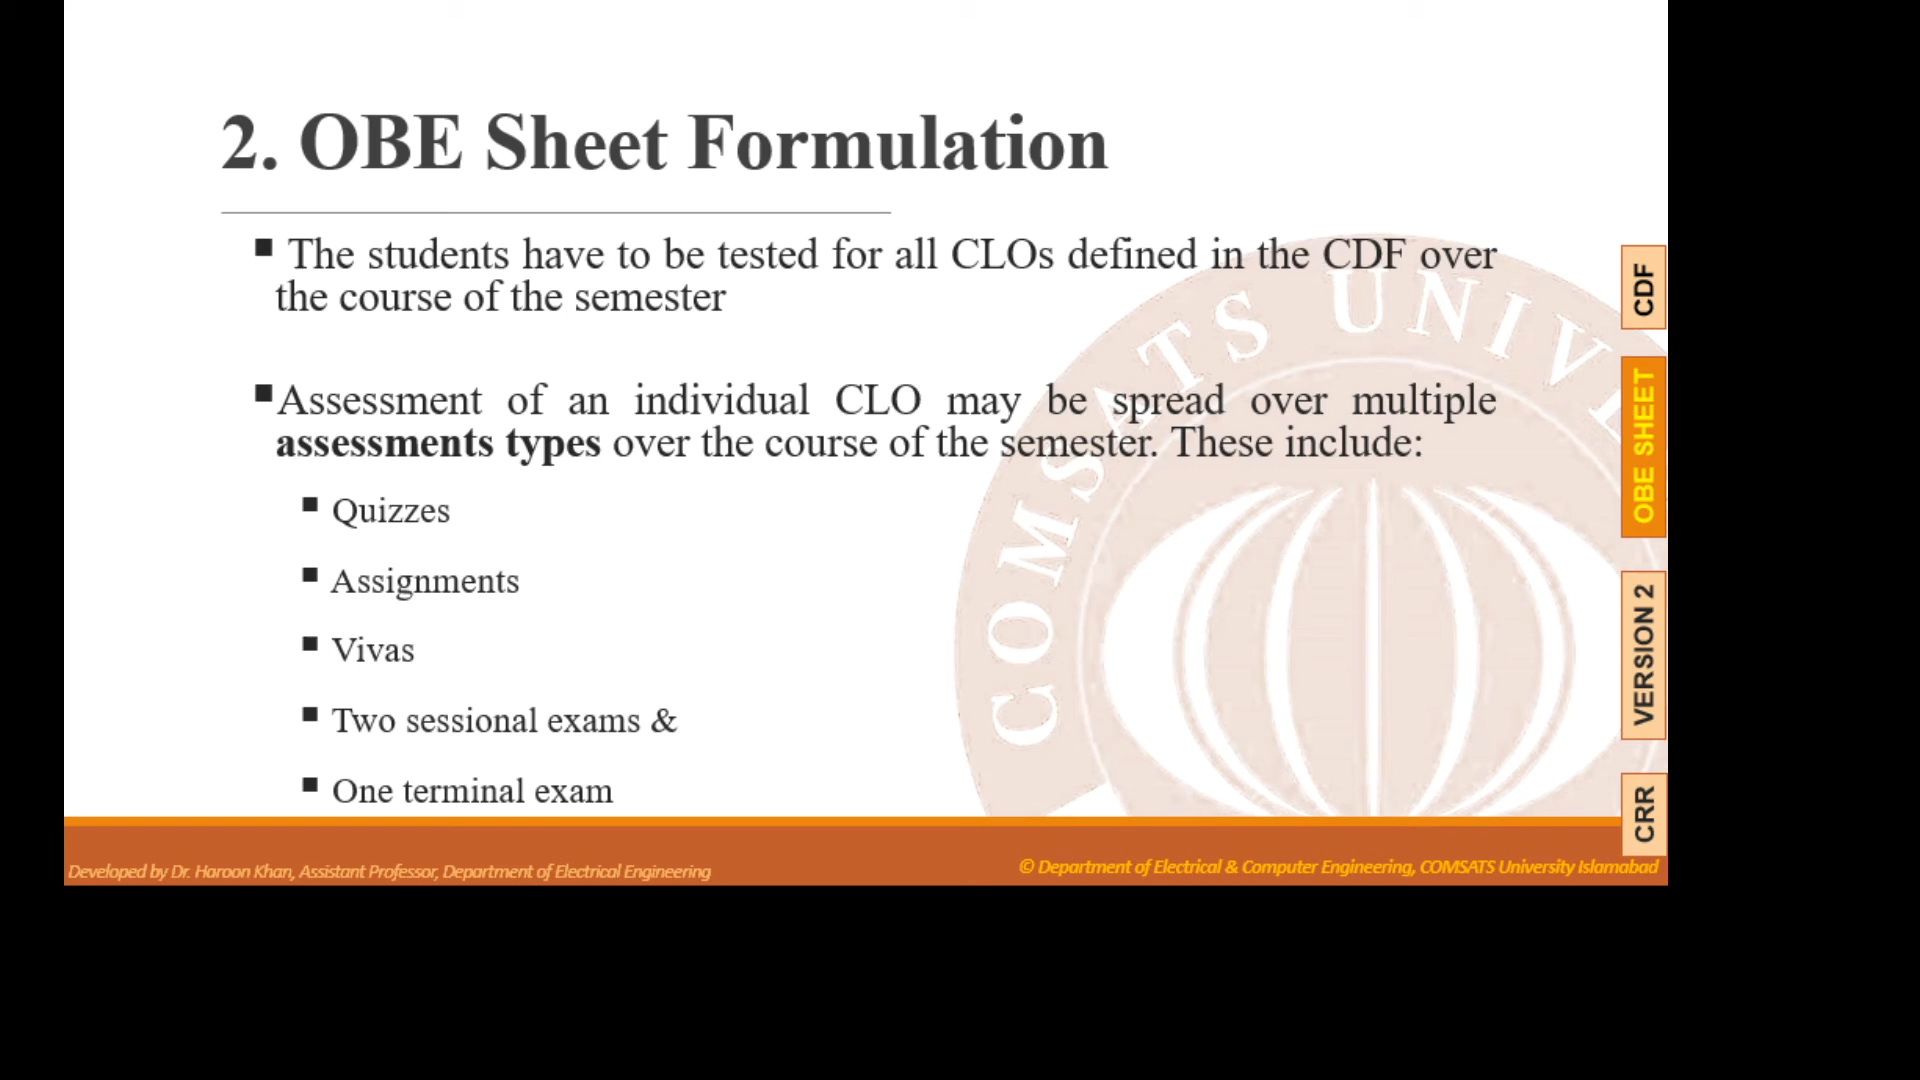 2. OBE Sheet Formulation
▪ The students have to be tested for all CLOs defined in the CDF over
the course of the semester
▪Assessment of an individual CLO may be spread over multiple
assessments types over the course of the semester. These include:
▪ Quizzes
▪ Assignments
▪ Vivas
▪ Two sessional exams &
▪ One terminal exam
COMSATS UNIV
CDF
OBE SHEET
VERSION 2
CRR
Developed by Dr. Haroon Khan, Assistant Professor, Department of Electrical Engineering
© Department of Electrical & Computer Engineering, COMSATS University Islamabad